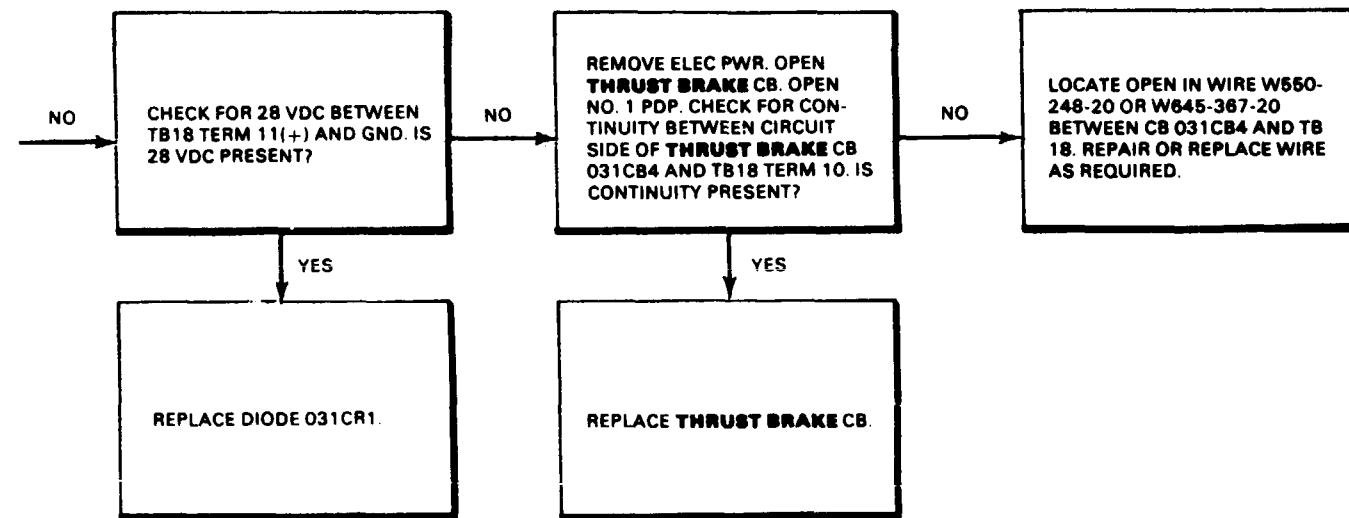 NO
CHECK FOR 28 VDC BETWEEN
TB18 TERM 11(+) AND GND. IS
28 VDC PRESENT?
NO
REMOVE ELEC PWR. OPEN
THRUST BRAKE CB. OPEN
NO. 1 PDP. CHECK FOR CON-
TINUITY BETWEEN CIRCUIT
SIDE OF THRUST BRAKE CB
031CB4 AND TB18 TERM 10. IS
CONTINUITY PRESENT?
NO
LOCATE OPEN IN WIRE W550-
248-20 OR W645-367-20
BETWEEN CB 031CB4 AND TB
18. REPAIR OR REPLACE WIRE
AS REQUIRED.
YES
YES
REPLACE DIODE 031CR1.
REPLACE THRUST BRAKE CB.